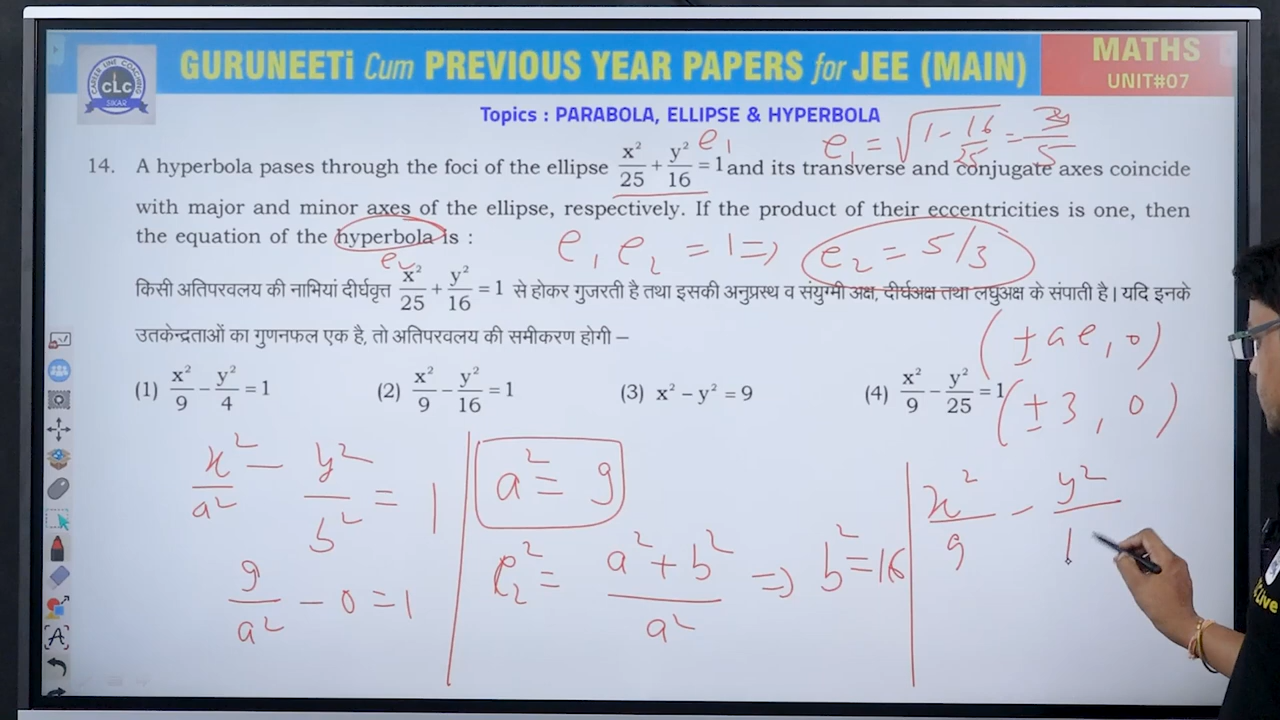 CAREER LINE COACHING
CLC
SIKAR
GURUNEETi Cum PREVIOUS YEAR PAPERS for JEE (MAIN)
MATHS
UNIT#07
Topics : PARABOLA, ELLIPSE & HYPERBOLA
e₁
e₁ = √(1 - 16/25) = 3/5
14. A hyperbola pases through the foci of the ellipse x²/25 + y²/16 = 1 and its transverse and conjugate axes coincide
with major and minor axes of the ellipse, respectively. If the product of their eccentricities is one, then
the equation of the hyperbola is :
e₁ e₂ = 1 ⇒ e₂ = 5/3
e₂
किसी अतिपरवलय की नाभियां दीर्घवृत्त x²/25 + y²/16 = 1 से होकर गुजरती है तथा इसकी अनुप्रस्थ व संयुग्मी अक्ष, दीर्घअक्ष तथा लघुअक्ष के संपाती है। यदि इनके
उतकेन्द्रताओं का गुणनफल एक है, तो अतिपरवलय की समीकरण होगी –
(±ae, 0)
(1) x²/9 - y²/4 = 1 (2) x²/9 - y²/16 = 1 (3) x² – y² = 9 (4) x²/9 - y²/25 = 1
(±3, 0)
x²/a² - y²/b² = 1
9/a² - 0 = 1
a² = 9
e₂² = (a² + b²)/a² ⇒ b² = 16
x²/9 - y²/1
Live